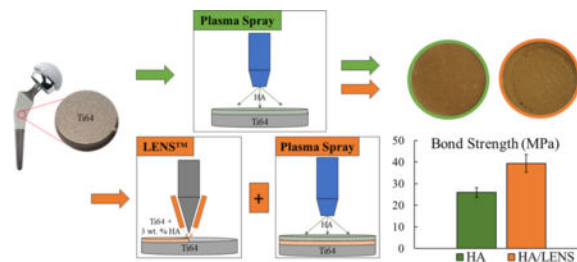 Plasma Spray
HA
Ti64
Ti64
LENS™
Ti64 +
3 wt. % HA
Ti64
+
Plasma Spray
HA
Ti64
Bond Strength (MPa)
50
40
30
20
10
0
HA
HA/LENS